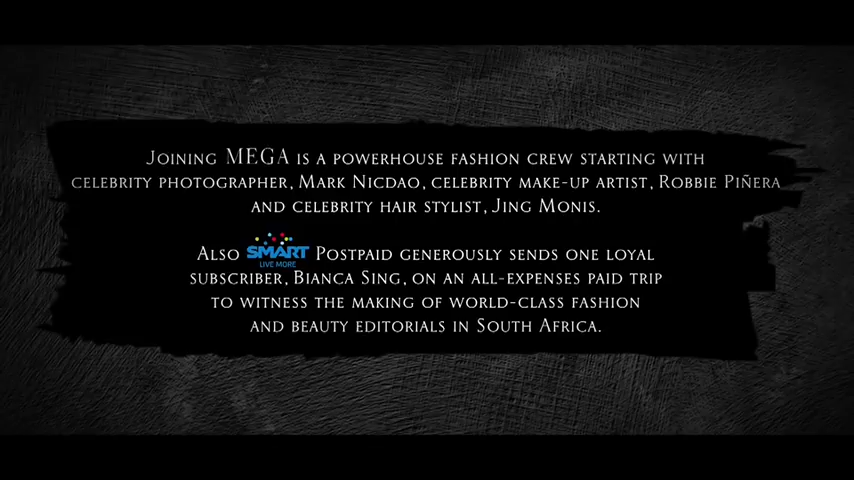 Joining MEGA is a powerhouse fashion crew starting with
celebrity photographer, Mark Nicdao, celebrity make-up artist, Robbie Piñera
and celebrity hair stylist, Jing Monis.
Also SMART Postpaid generously sends one loyal
LIVE MORE
subscriber, Bianca Sing, on an all-expenses paid trip
to witness the making of world-class fashion
and beauty editorials in South Africa.